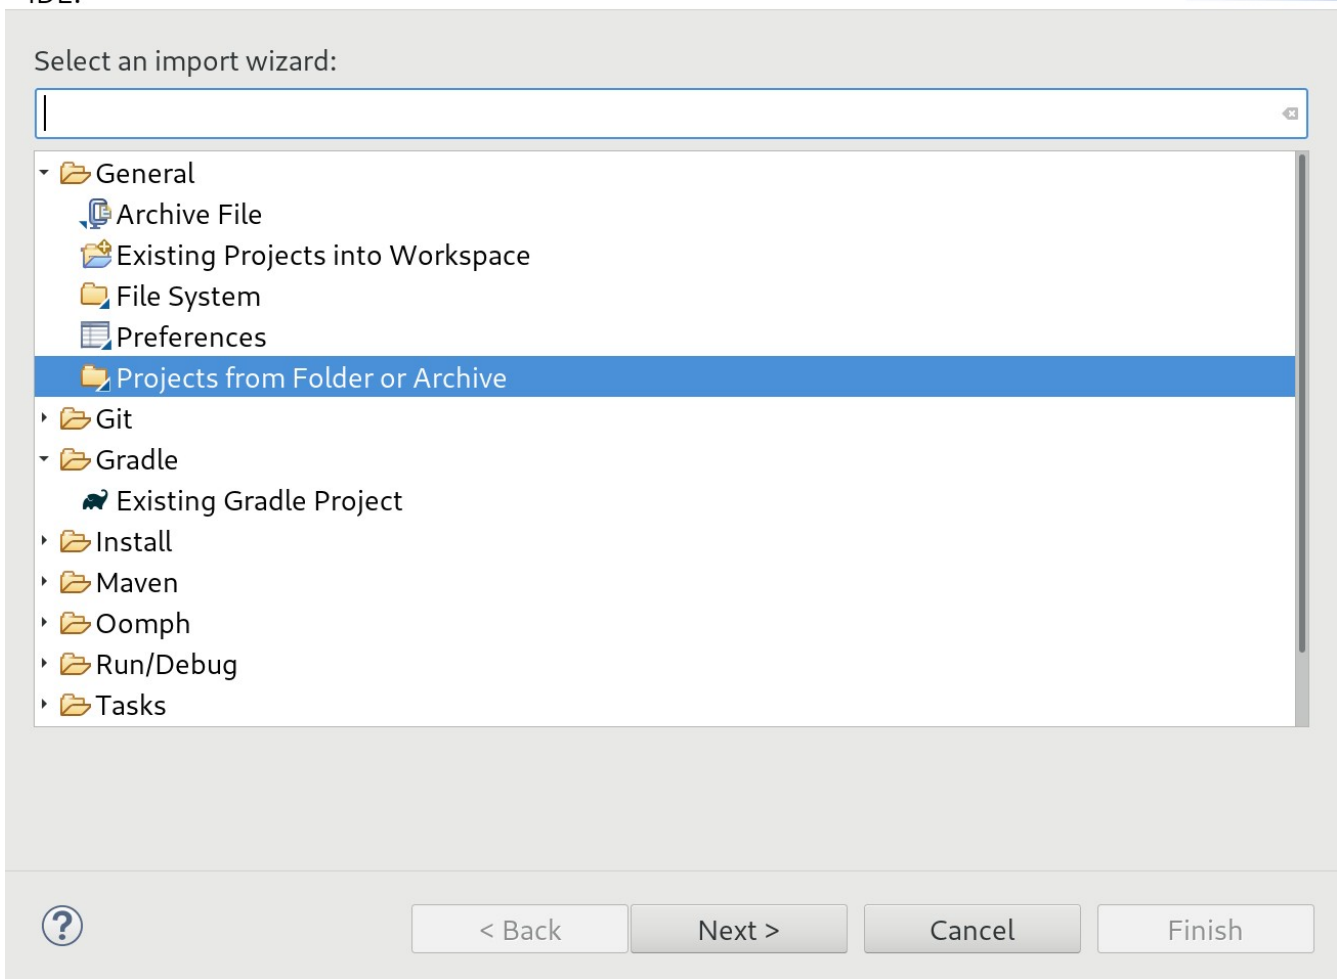 IDE.
Select an import wizard:
General
Archive File
Existing Projects into Workspace
File System
Preferences
Projects from Folder or Archive
Git
Gradle
Existing Gradle Project
Install
Maven
Oomph
Run/Debug
Tasks
< Back Next > Cancel Finish